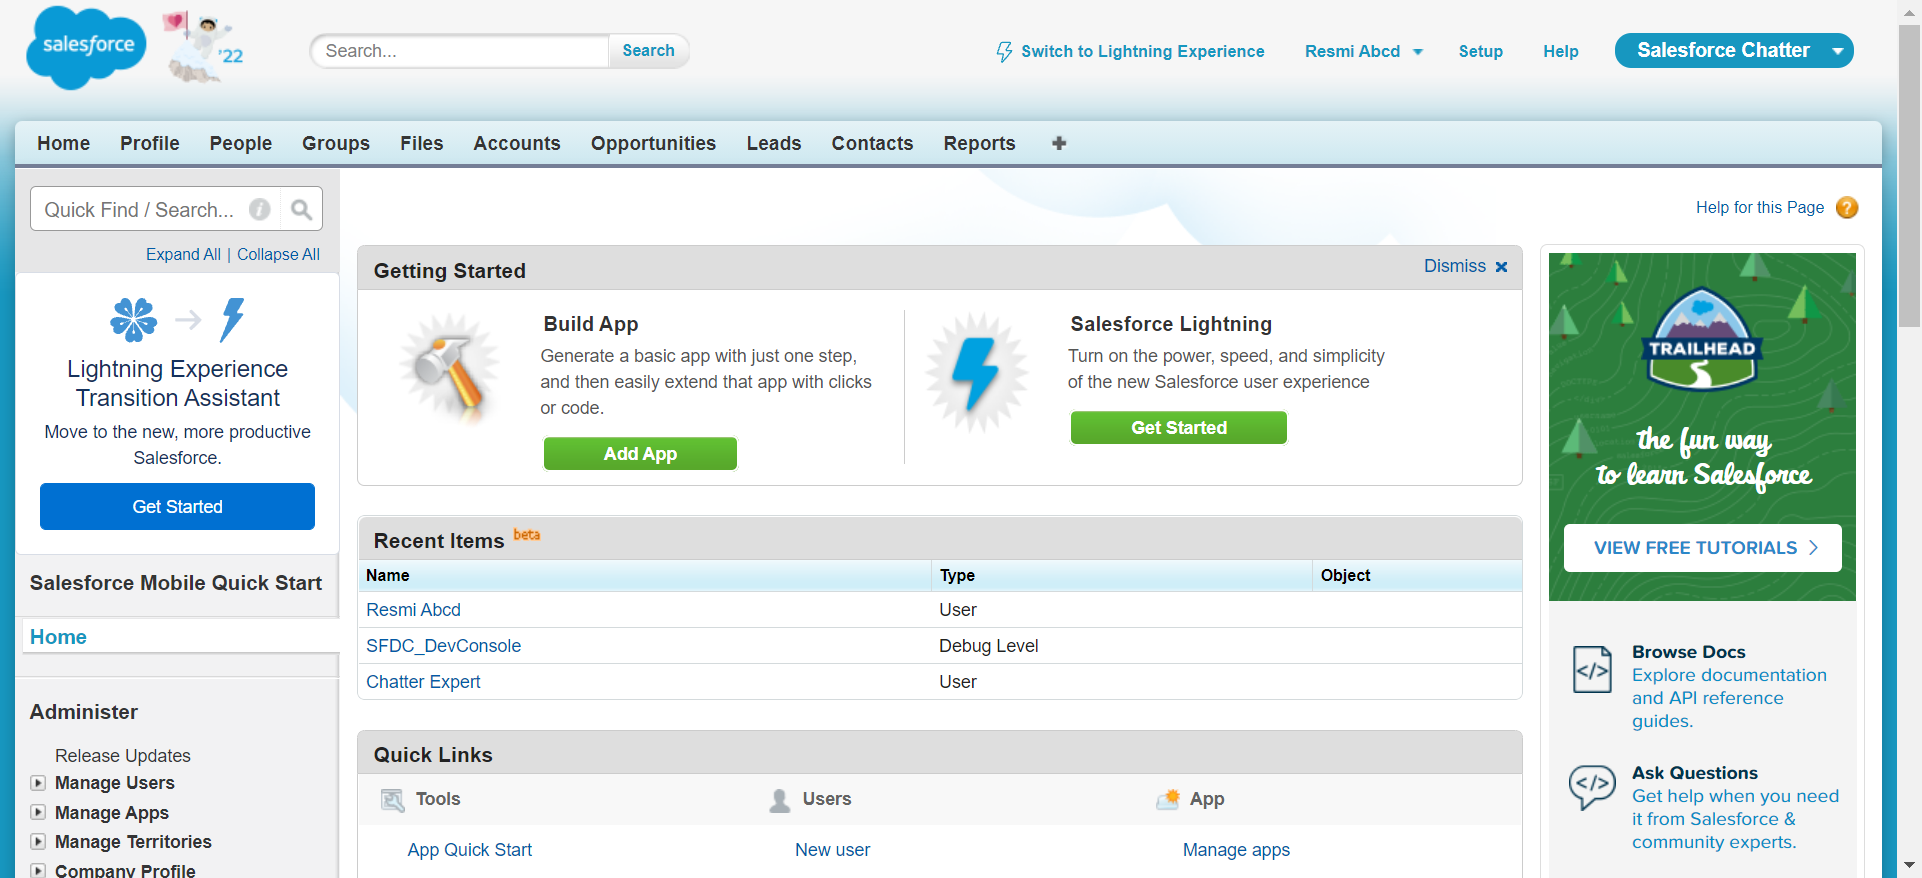 salesforce
'22
Search...
Search
Switch to Lightning Experience
Resmi Abcd
Setup
Help
Salesforce Chatter
Home
Profile
People
Groups
Files
Accounts
Opportunities
Leads
Contacts
Reports
Quick Find / Search...
Expand All | Collapse All
Lightning Experience
Transition Assistant
Move to the new, more productive
Salesforce.
Get Started
Salesforce Mobile Quick Start
Home
Administer
Release Updates
Manage Users
Manage Apps
Manage Territories
Company Profile
Help for this Page
Getting Started
Dismiss
Build App
Generate a basic app with just one step,
and then easily extend that app with clicks
or code.
Add App
Salesforce Lightning
Turn on the power, speed, and simplicity
of the new Salesforce user experience
Get Started
Recent Items beta
Name
Type
Object
Resmi Abcd
User
SFDC_DevConsole
Debug Level
Chatter Expert
User
Quick Links
Tools
Users
App
App Quick Start
New user
Manage apps
TRAILHEAD
the fun way
to learn Salesforce
VIEW FREE TUTORIALS
Browse Docs
Explore documentation
and API reference
guides.
Ask Questions
Get help when you need
it from Salesforce &
community experts.